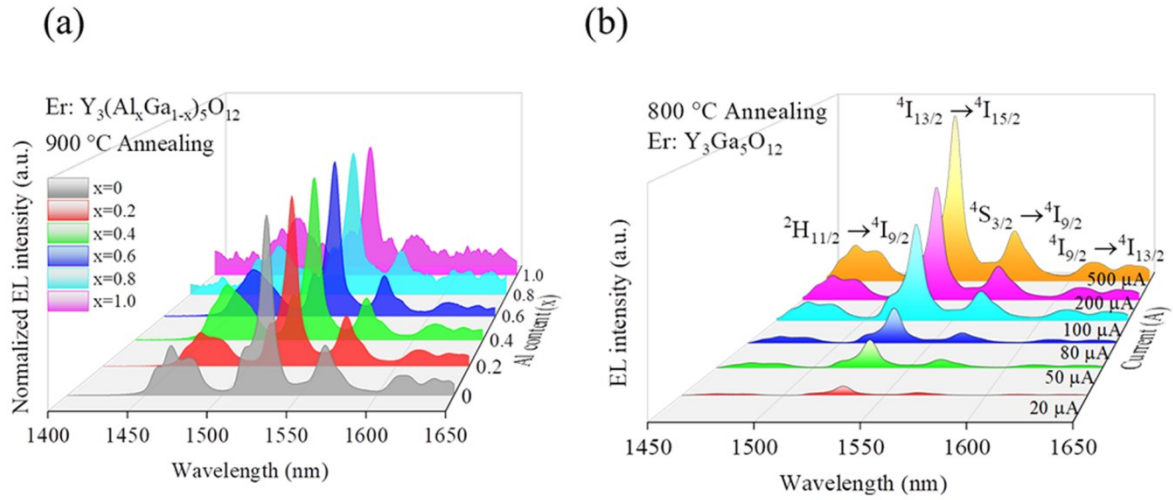 (a)
Normalized EL intensity (a.u.)
Er: Y₃(AlₓGa₁₋ₓ)₅O₁₂
900 °C Annealing
x=0
x=0.2
x=0.4
x=0.6
x=0.8
x=1.0
1.0
0.8
0.6
0.4
0.2
0
Al content(x)
1400 1450 1500 1550 1600 1650
Wavelength (nm)
(b)
EL intensity (a.u.)
800 °C Annealing
Er: Y₃Ga₅O₁₂
⁴I₁₃/₂ →⁴I₁₅/₂
²H₁₁/₂→⁴I₉/₂
⁴S₃/₂ →⁴I₉/₂
⁴I₉/₂→⁴I₁₃/₂
500 µA
200 µA
100 µA
80 µA
50 µA
20 µA
Current (A)
1450 1500 1550 1600 1650
Wavelength (nm)